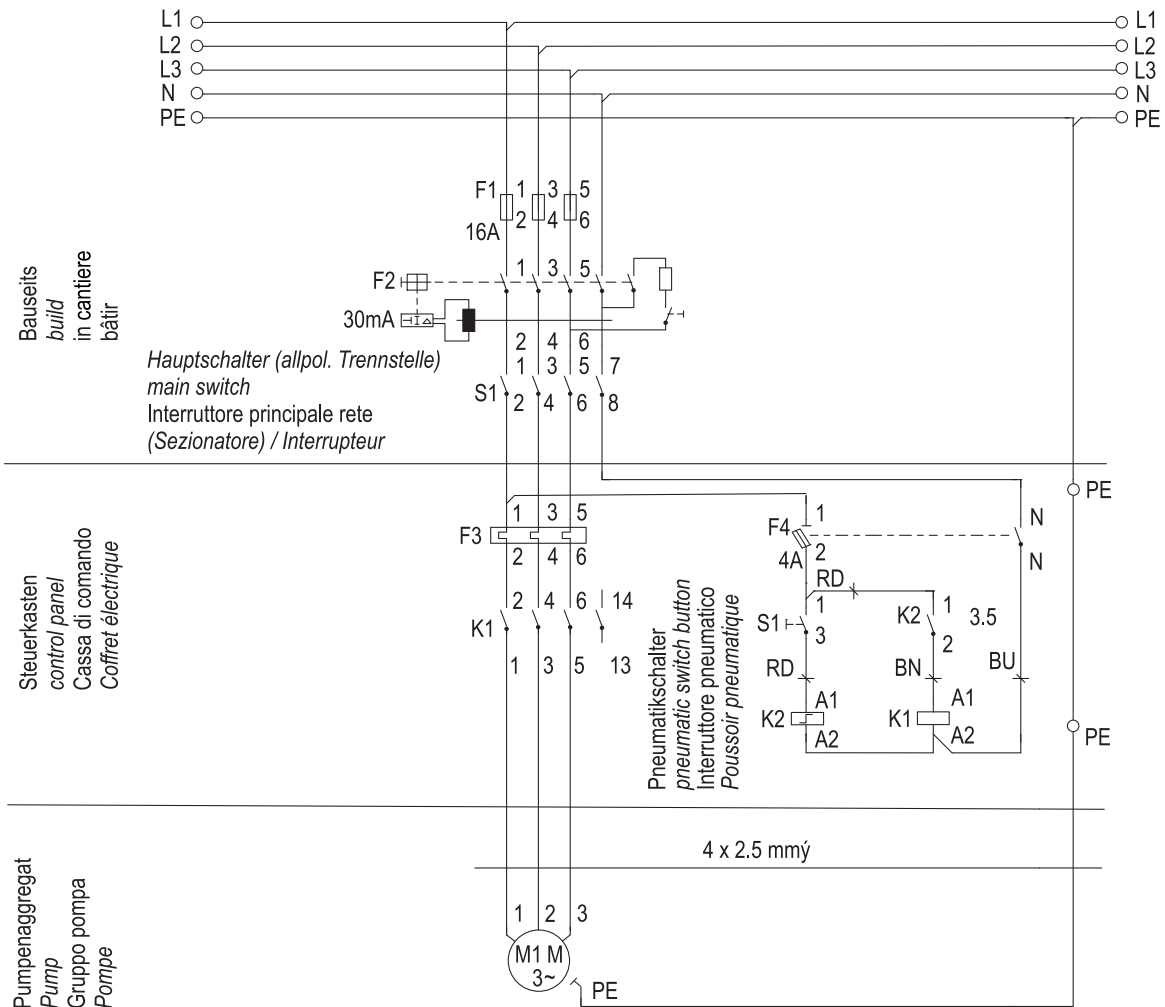 L1 L1
L2 L2
L3 L3
N N
PE PE
F1 1 3 5
16A 2 4 6
F2 1 3 5
30mA
2 4 6
Bauseits
build
in cantiere
bâtir
Hauptschalter (allpol. Trennstelle)
main switch
Interruttore principale rete
(Sezionatore) / Interrupteur
1 3 5 7
S1 2 4 6 8
PE
Steuerkasten
control panel
Cassa di comando
Coffret électrique
1 3 5
F3
2 4 6
2 4 6 14
K1
1 3 5 13
Pneumatikschalter
pneumatic switch button
Interruttore pneumatico
Poussoir pneumatique
1
F4
4A 2
N
N
RD
1
S1
3
K2 1 3.5
2
RD BN BU
A1 A1
K2 K1
A2 A2
PE
4 x 2.5 mmý
Pumpenaggregat
Pump
Gruppo pompa
Pompe
1 2 3
M1 M
3~
PE